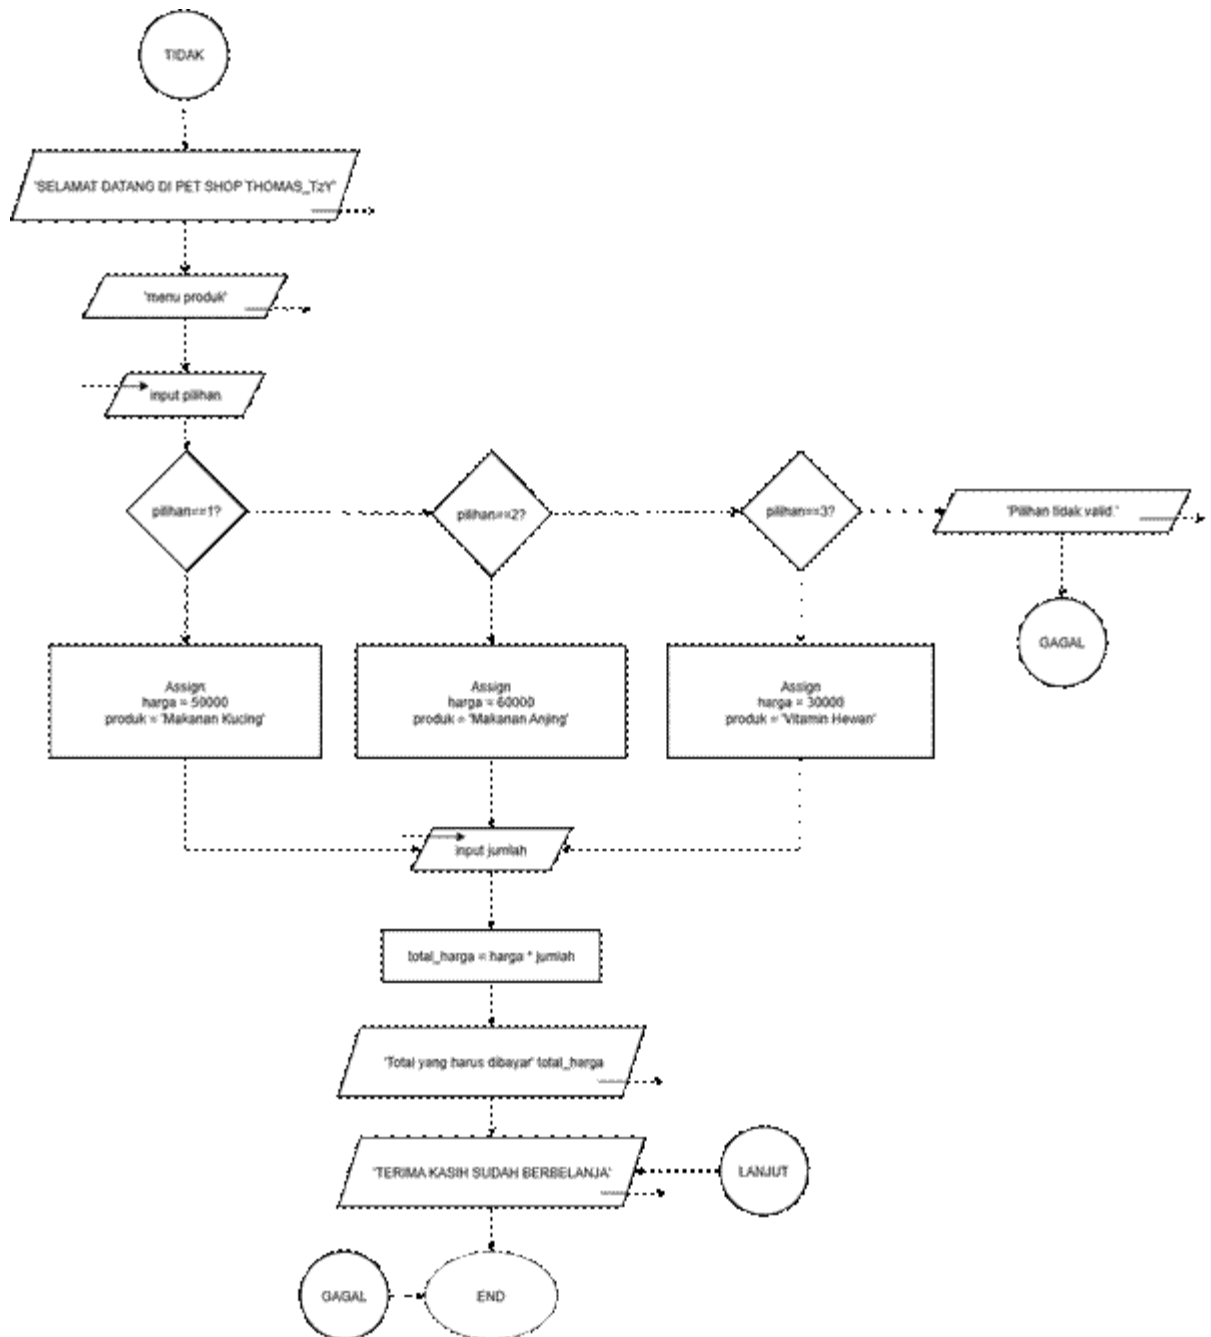 TIDAK
'SELAMAT DATANG DI PET SHOP THOMAS_TzY'
'menu produk'
input pilihan
pilihan==1?
pilihan==2?
pilihan==3?
'Pilihan tidak valid.'
GAGAL
Assign
harga = 50000
produk = 'Makanan Kucing'
Assign
harga = 60000
produk = 'Makanan Anjing'
Assign
harga = 30000
produk = 'Vitamin Hewan'
input jumlah
total_harga = harga * jumlah
'Total yang harus dibayar' total_harga
'TERIMA KASIH SUDAH BERBELANJA'
LANJUT
GAGAL
END